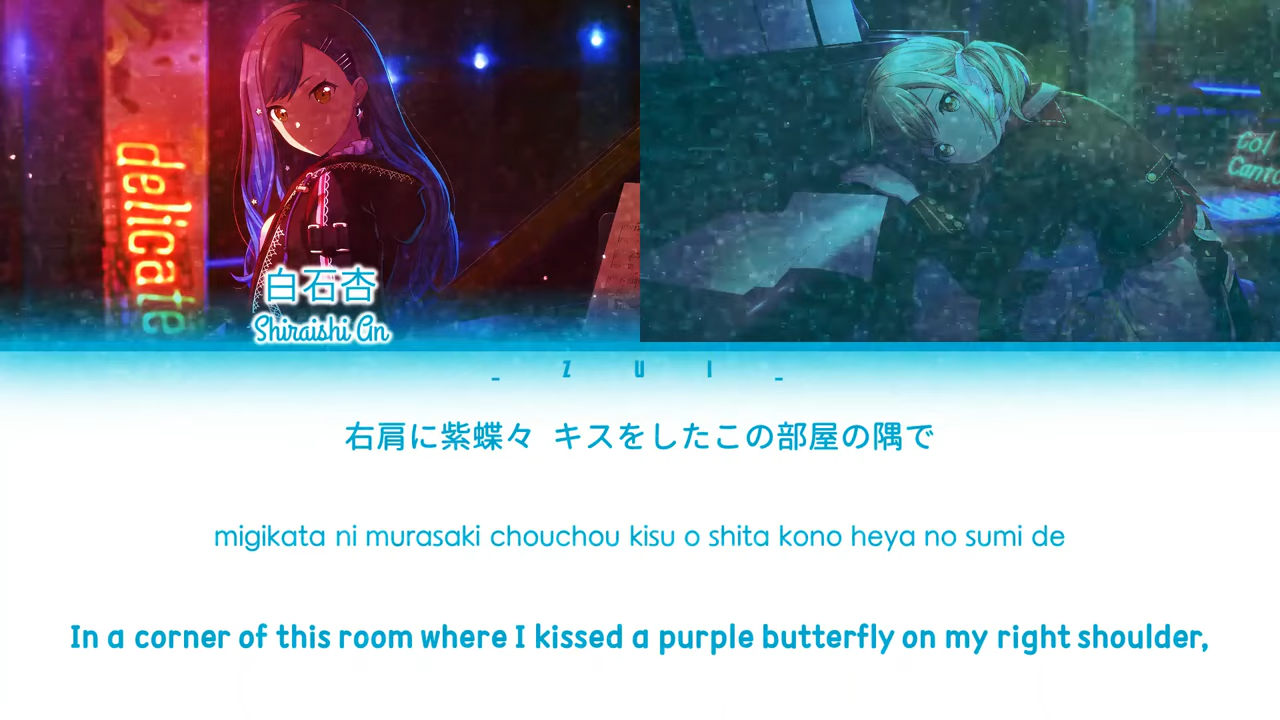 delicate
Go!
白石杏
Shiraishi An
_ Z U I _
右肩に紫蝶々 キスをしたこの部屋の隅で
migikata ni murasaki chouchou kisu o shita kono heya no sumi de
In a corner of this room where I kissed a purple butterfly on my right shoulder,